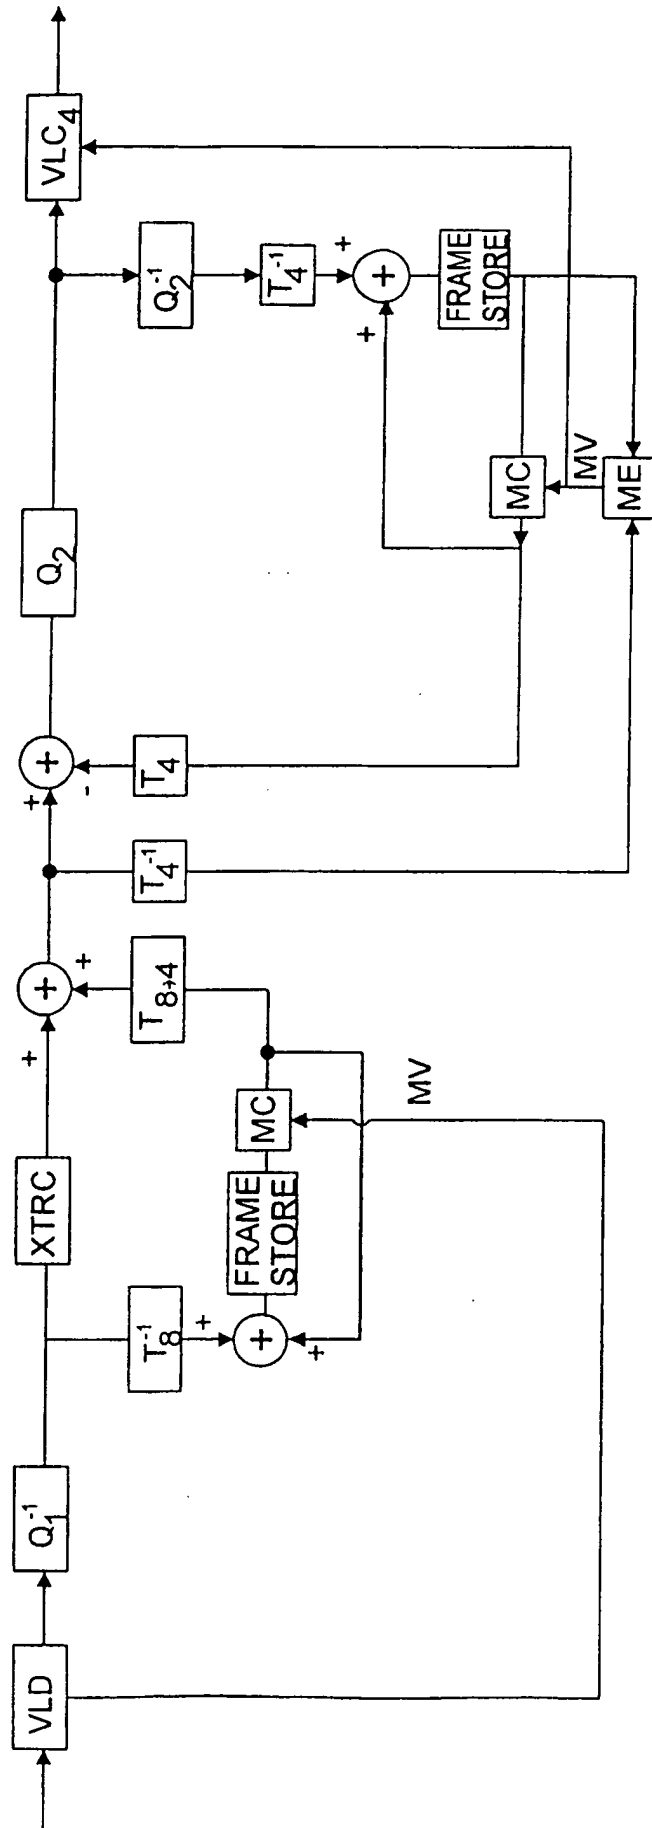 VLD
Q₁⁻¹
XTRC
+
+
+
+
-
Q₂
VLC₄
T₈⁻¹
+
+
+
FRAME
STORE
MC
MV
T₈→₄
T₄⁻¹
T₄
Q₂⁻¹
T₄⁻¹
+
+
+
FRAME
STORE
MC
MV
ME
+